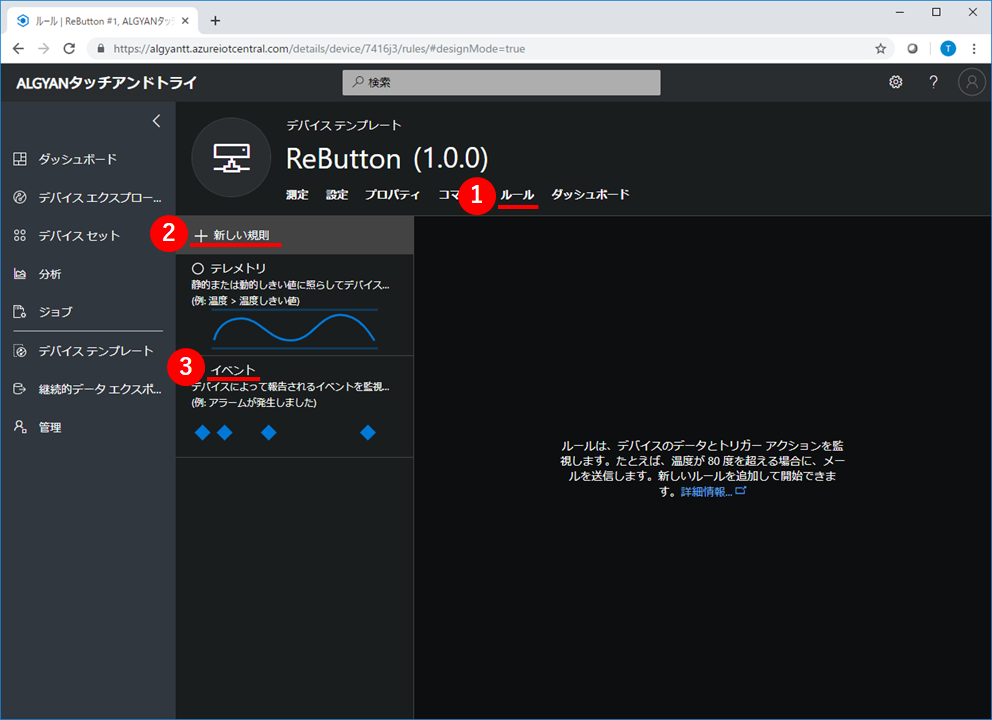 ルール | ReButton #1, ALGYANタッ
https://algyantt.azureiotcentral.com/details/device/7416j3/rules/#designMode=true
T
ALGYANタッチアンドトライ
検索
?
デバイス テンプレート
ReButton (1.0.0)
測定 設定 プロパティ コマ 1 ルール ダッシュボード
ダッシュボード
デバイス エクスプロー...
デバイス セット
分析
ジョブ
デバイス テンプレート
継続的データ エクスポ...
管理
2 + 新しい規則
テレメトリ
静的または動的しきい値に照らしてデバイス...
(例: 温度 > 温度しきい値)
3 イベント
デバイスによって報告されるイベントを監視...
(例: アラームが発生しました)
ルールは、デバイスのデータとトリガー アクションを監
視します。たとえば、温度が 80 度を超える場合に、メー
ルを送信します。新しいルールを追加して開始できま
す。詳細情報...